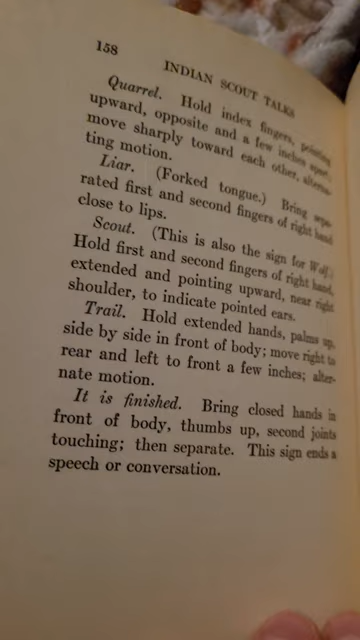 158
INDIAN SCOUT TALKS
Quarrel. Hold index fingers, pointing
upward, opposite and a few inches apart,
move sharply toward each other, alterna-
ting motion.
Liar. (Forked tongue.) Bring sepa-
rated first and second fingers of right hand
close to lips.
Scout. (This is also the sign for Wolf.)
Hold first and second fingers of right hand,
extended and pointing upward, near right
shoulder, to indicate pointed ears.
Trail. Hold extended hands, palms up,
side by side in front of body; move right to
rear and left to front a few inches; alter-
nate motion.
It is finished. Bring closed hands in
front of body, thumbs up, second joints
touching; then separate. This sign ends a
speech or conversation.